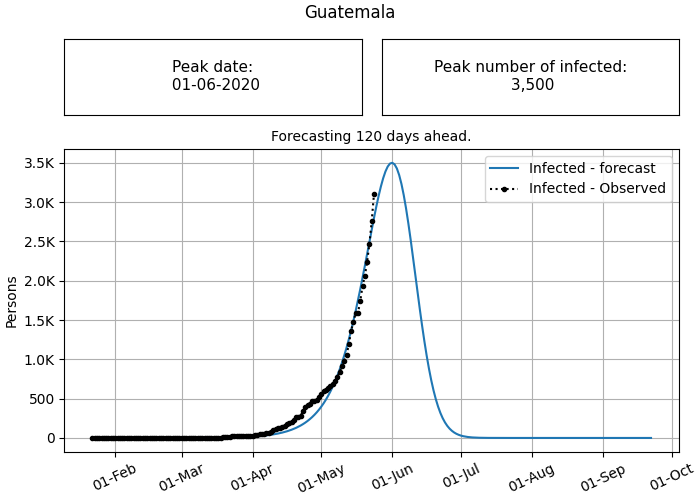 Guatemala
Peak date:
01-06-2020
Peak number of infected:
3,500
Forecasting 120 days ahead.
Infected - forecast
Infected - Observed
3.5K
3.0K
2.5K
2.0K
1.5K
1.0K
500
0
Persons
01-Feb
01-Mar
01-Apr
01-May
01-Jun
01-Jul
01-Aug
01-Sep
01-Oct